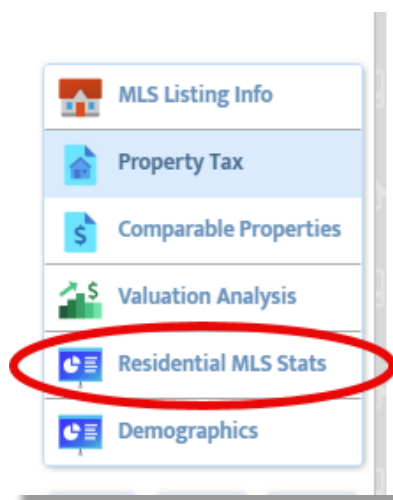 MLS Listing Info
Property Tax
Comparable Properties
Valuation Analysis
Residential MLS Stats
Demographics